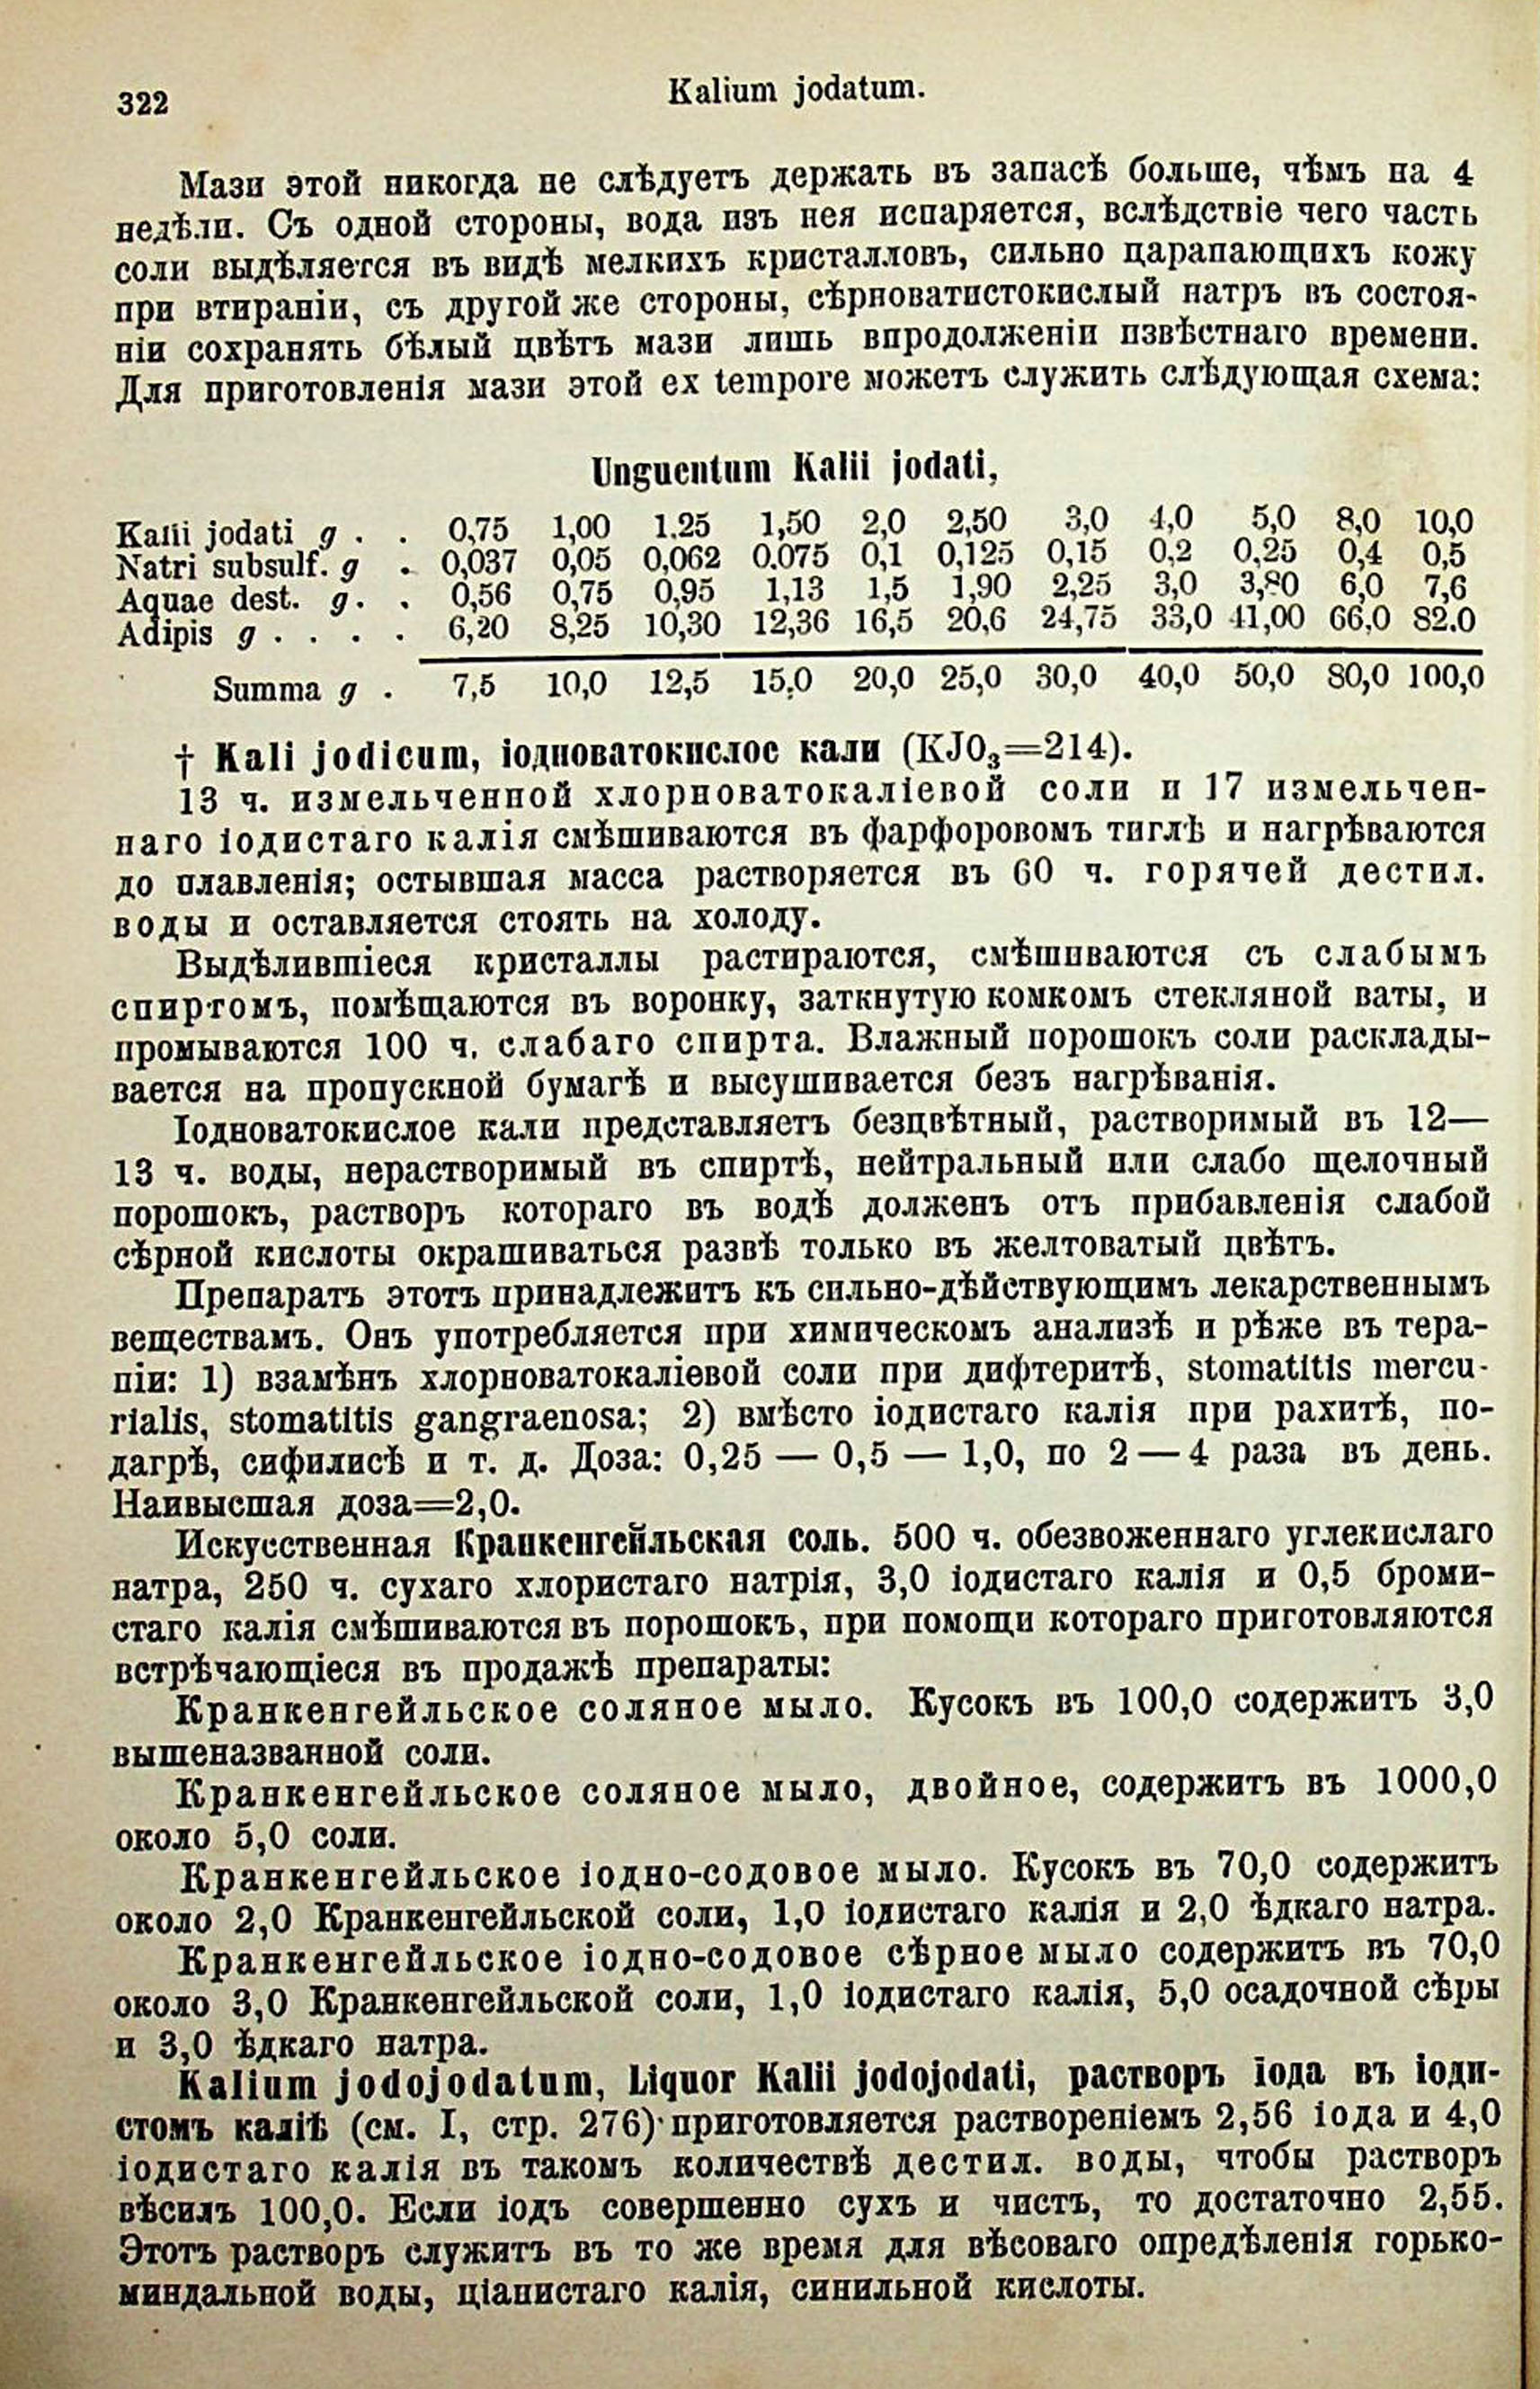 322
Kalium jodatum.
Мази этой никогда не слѣдуетъ держать въ запасѣ больше, чѣмъ на 4
недѣли. Съ одной стороны, вода изъ нея испаряется, вслѣдствіе чего часть
соли выдѣляется въ видѣ мелкихъ кристалловъ, сильно царапающихъ кожу
при втираніи, съ другой же стороны, сѣрноватистокислый натръ въ состоя-
ніи сохранять бѣлый цвѣтъ мази лишь впродолженіи извѣстнаго времени.
Для приготовленія мази этой ex tempore можетъ служить слѣдующая схема:
Unguentum Kalii jodati,
Kalii jodati g . . 0,75 1,00 1.25 1,50 2,0 2,50 3,0 4,0 5,0 8,0 10,0
Natri subsulf. g . 0,037 0,05 0,062 0.075 0,1 0,125 0,15 0,2 0,25 0,4 0,5
Aquae dest. g. . 0,56 0,75 0,95 1,13 1,5 1,90 2,25 3,0 3,80 6,0 7,6
Adipis g . . . . 6,20 8,25 10,30 12,36 16,5 20,6 24,75 33,0 41,00 66,0 82.0
Summa g . 7,5 10,0 12,5 15,0 20,0 25,0 30,0 40,0 50,0 80,0 100,0
† Kali jodicum, іодноватокислое кали (KJO₃=214).
13 ч. измельченной хлорноватокаліевой соли и 17 измельчен-
наго іодистаго калія смѣшиваются въ фарфоровомъ тиглѣ и нагрѣваются
до плавленія; остывшая масса растворяется въ 60 ч. горячей дестил.
воды и оставляется стоять на холоду.
Выдѣлившіеся кристаллы растираются, смѣшиваются съ слабымъ
спиртомъ, помѣщаются въ воронку, заткнутую комкомъ стекляной ваты, и
промываются 100 ч. слабаго спирта. Влажный порошокъ соли расклады-
вается на пропускной бумагѣ и высушивается безъ нагрѣванія.
Іодноватокислое кали представляетъ безцвѣтный, растворимый въ 12—
13 ч. воды, нерастворимый въ спиртѣ, нейтральный или слабо щелочный
порошокъ, растворъ котораго въ водѣ долженъ отъ прибавленія слабой
сѣрной кислоты окрашиваться развѣ только въ желтоватый цвѣтъ.
Препаратъ этотъ принадлежитъ къ сильно-дѣйствующимъ лекарственнымъ
веществамъ. Онъ употребляется при химическомъ анализѣ и рѣже въ тера-
піи: 1) взамѣнъ хлорноватокаліевой соли при дифтеритѣ, stomatitis mercu-
rialis, stomatitis gangraenosa; 2) вмѣсто іодистаго калія при рахитѣ, по-
дагрѣ, сифилисѣ и т. д. Доза: 0,25 — 0,5 — 1,0, по 2 — 4 раза въ день.
Наивысшая доза=2,0.
Искусственная Кранкенгейльская соль. 500 ч. обезвоженнаго углекислаго
натра, 250 ч. сухаго хлористаго натрія, 3,0 іодистаго калія и 0,5 броми-
стаго калія смѣшиваются въ порошокъ, при помощи котораго приготовляются
встрѣчающіеся въ продажѣ препараты:
Кранкенгейльское соляное мыло. Кусокъ въ 100,0 содержитъ 3,0
вышеназванной соли.
Кранкенгейльское соляное мыло, двойное, содержитъ въ 1000,0
около 5,0 соли.
Кранкенгейльское іодно-содовое мыло. Кусокъ въ 70,0 содержитъ
около 2,0 Кранкенгейльской соли, 1,0 іодистаго калія и 2,0 ѣдкаго натра.
Кранкенгейльское іодно-содовое сѣрное мыло содержитъ въ 70,0
около 3,0 Кранкенгейльской соли, 1,0 іодистаго калія, 5,0 осадочной сѣры
и 3,0 ѣдкаго натра.
Kalium jodojodatum, Liquor Kalii jodojodati, растворъ іода въ іоди-
стомъ каліѣ (см. I, стр. 276) приготовляется раствореніемъ 2,56 іода и 4,0
іодистаго калія въ такомъ количествѣ дестил. воды, чтобы растворъ
вѣсилъ 100,0. Если іодъ совершенно сухъ и чистъ, то достаточно 2,55.
Этотъ растворъ служитъ въ то же время для вѣсоваго опредѣленія горько-
миндальной воды, ціанистаго калія, синильной кислоты.